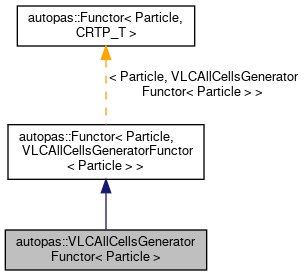 autopas::Functor< Particle,
CRTP_T >
< Particle, VLCAllCellsGenerator
Functor< Particle > >
autopas::Functor< Particle,
VLCAllCellsGeneratorFunctor
< Particle > >
autopas::VLCAllCellsGenerator
Functor< Particle >